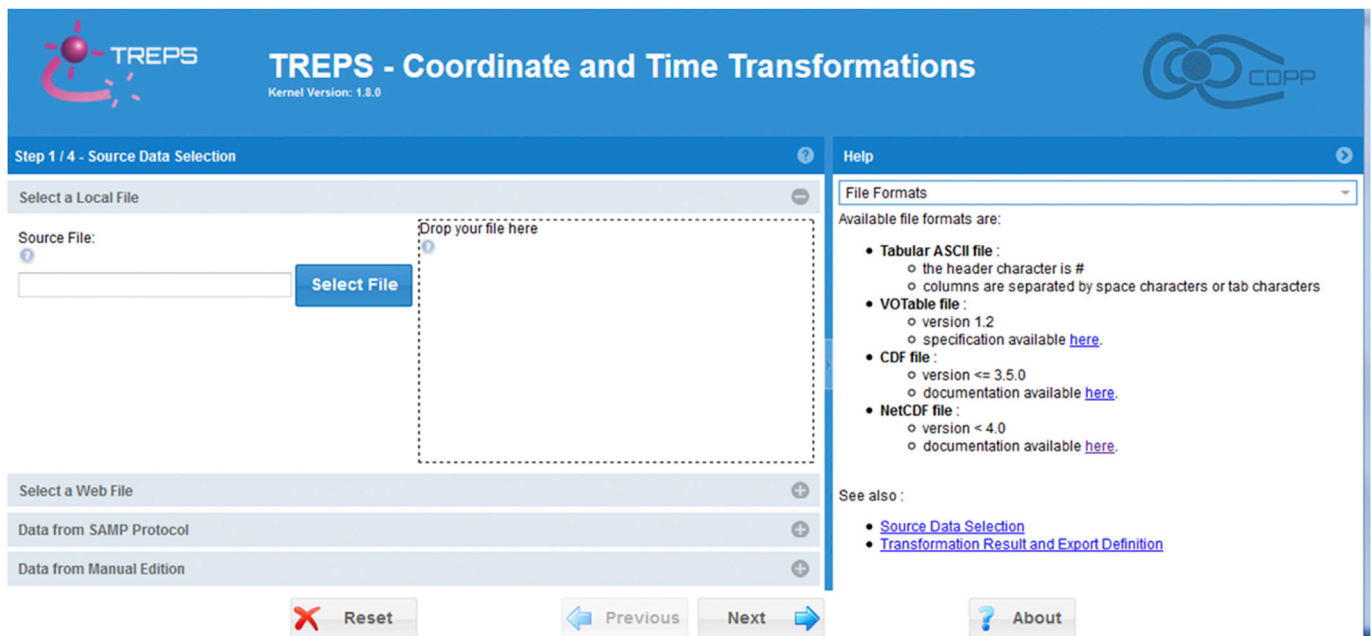 TREPS
TREPS - Coordinate and Time Transformations
Kernel Version: 1.8.0
CDPP
Step 1 / 4 - Source Data Selection
Select a Local File
Source File:
Select File
Drop your file here
Select a Web File
Data from SAMP Protocol
Data from Manual Edition
Help
File Formats
Available file formats are:
Tabular ASCII file :
the header character is #
columns are separated by space characters or tab characters
VOTable file :
version 1.2
specification available here.
CDF file :
version <= 3.5.0
documentation available here.
NetCDF file :
version < 4.0
documentation available here.
See also :
Source Data Selection
Transformation Result and Export Definition
Reset
Previous
Next
About